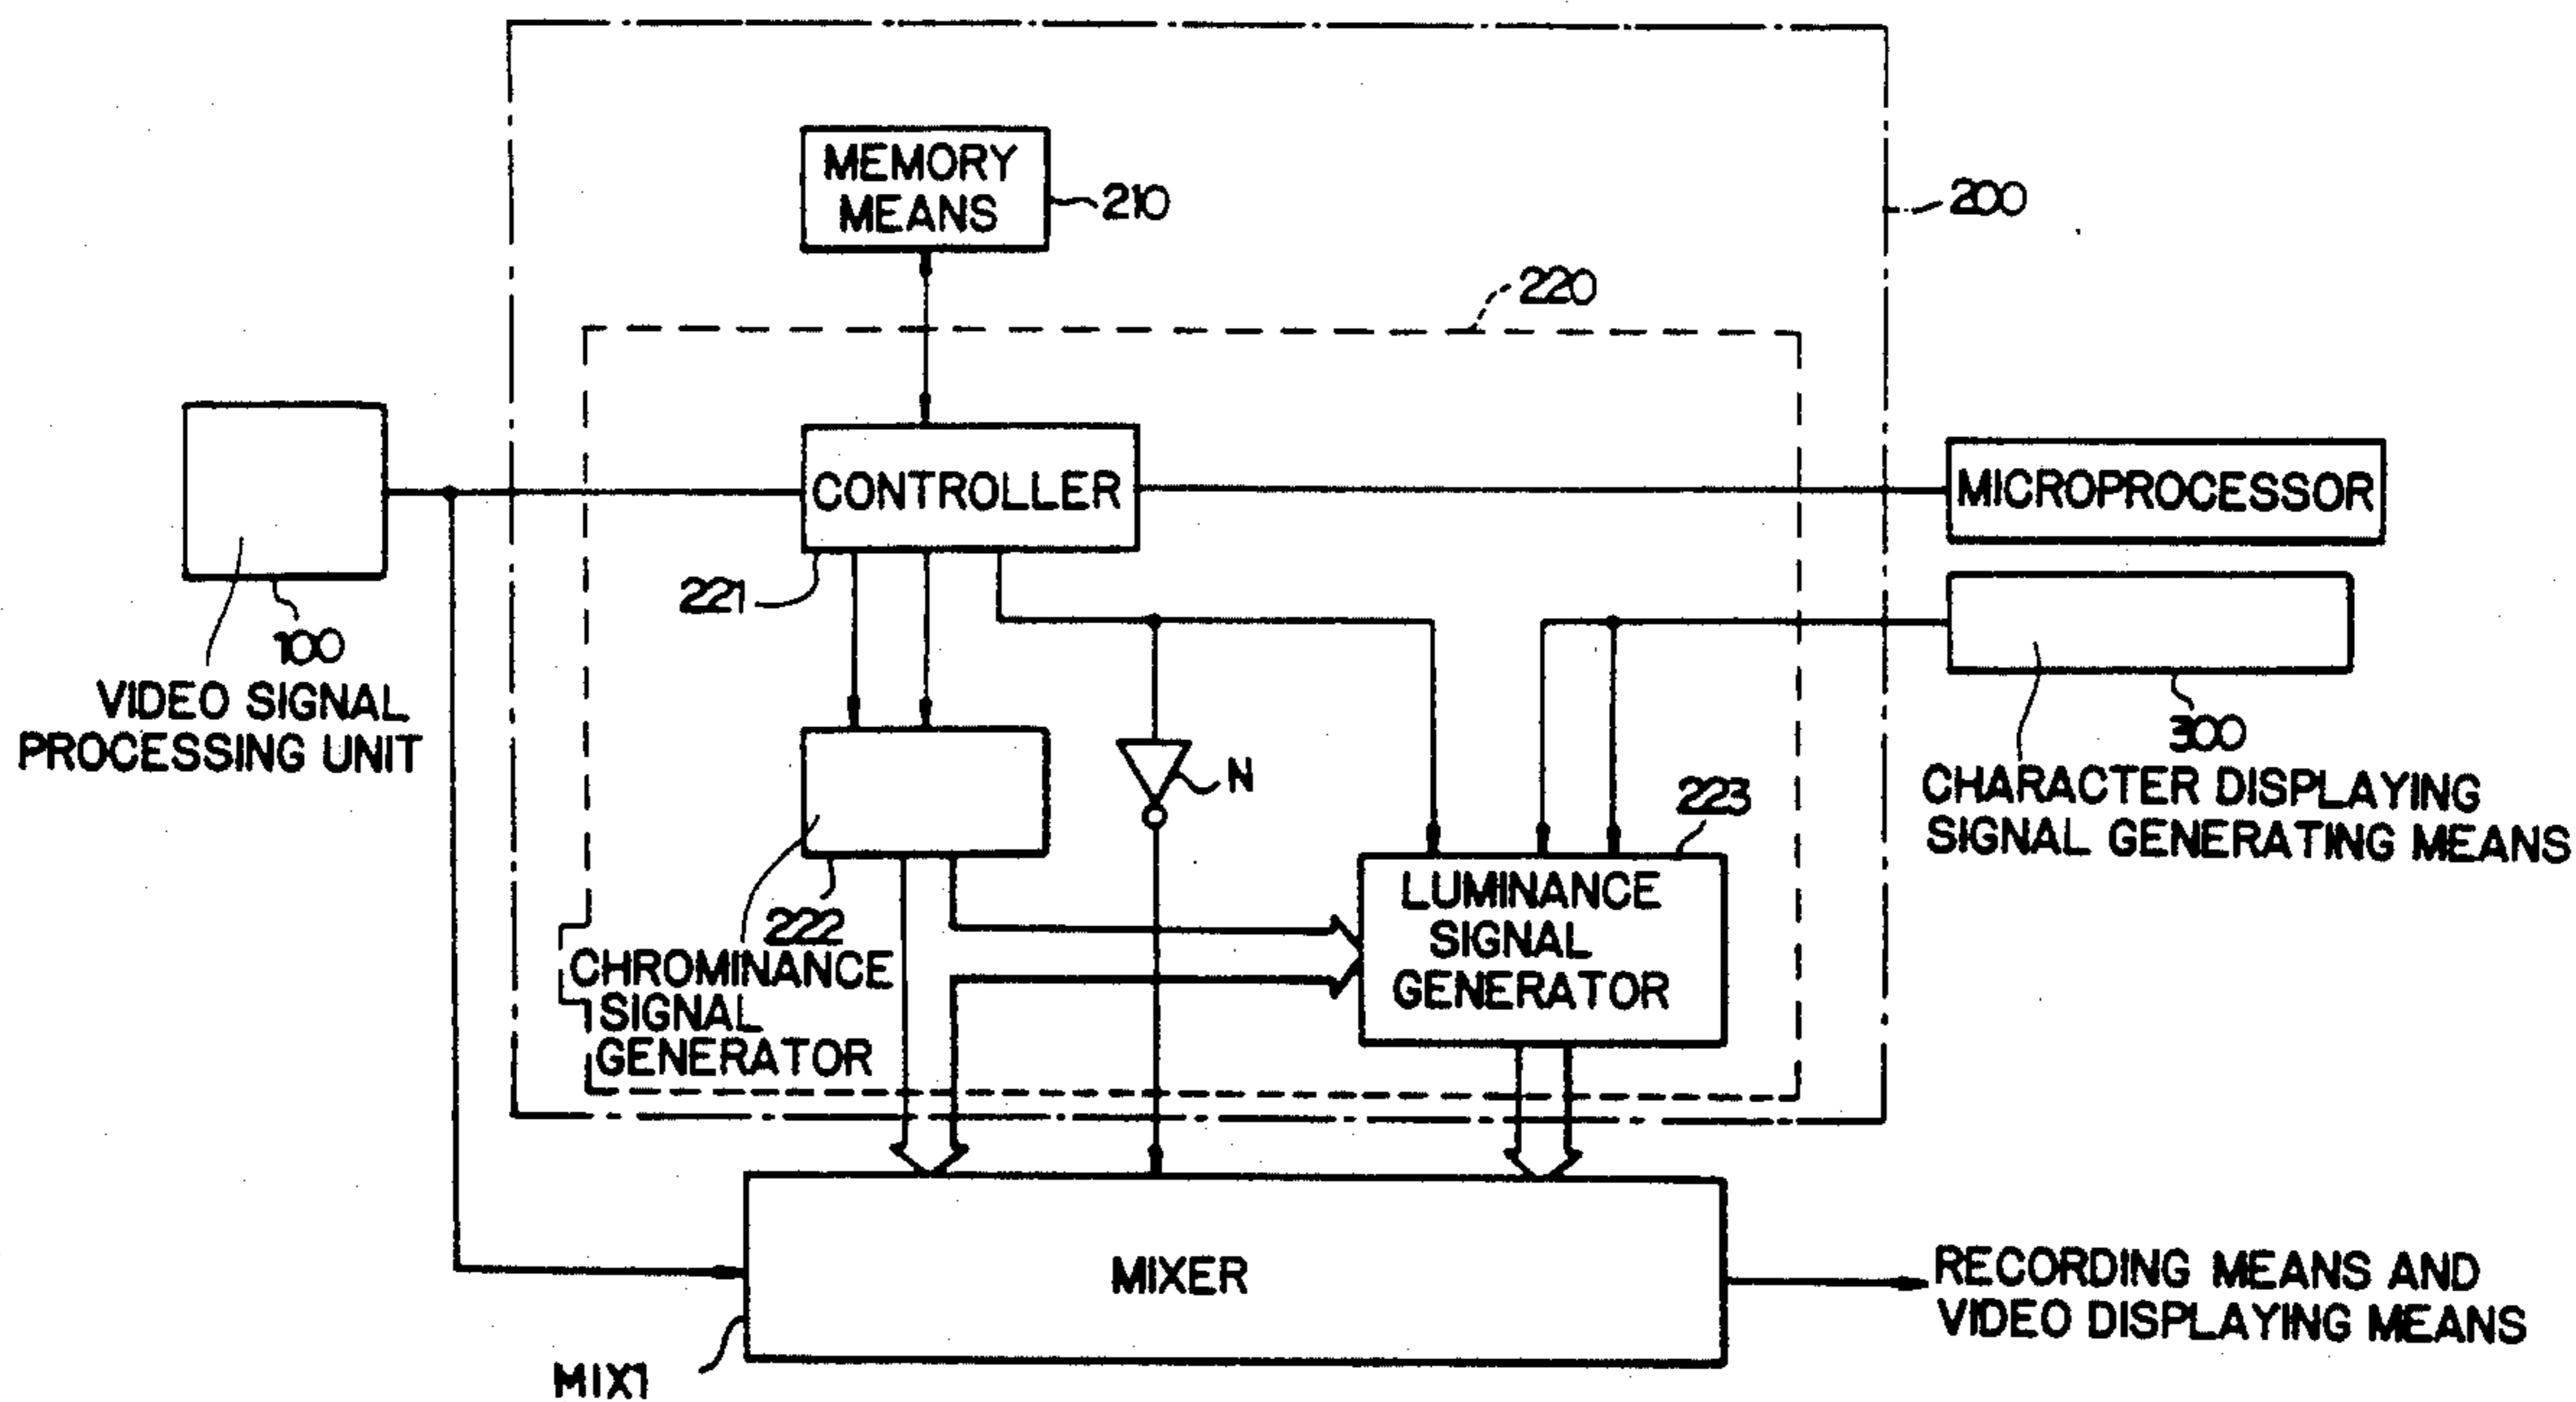 MEMORY
MEANS
210
200
220
CONTROLLER
MICROPROCESSOR
221
100
VIDEO SIGNAL
PROCESSING UNIT
300
CHARACTER DISPLAYING
SIGNAL GENERATING MEANS
N
223
222
CHROMINANCE
SIGNAL
GENERATOR
LUMINANCE
SIGNAL
GENERATOR
MIXER
MIX1
RECORDING MEANS AND
VIDEO DISPLAYING MEANS